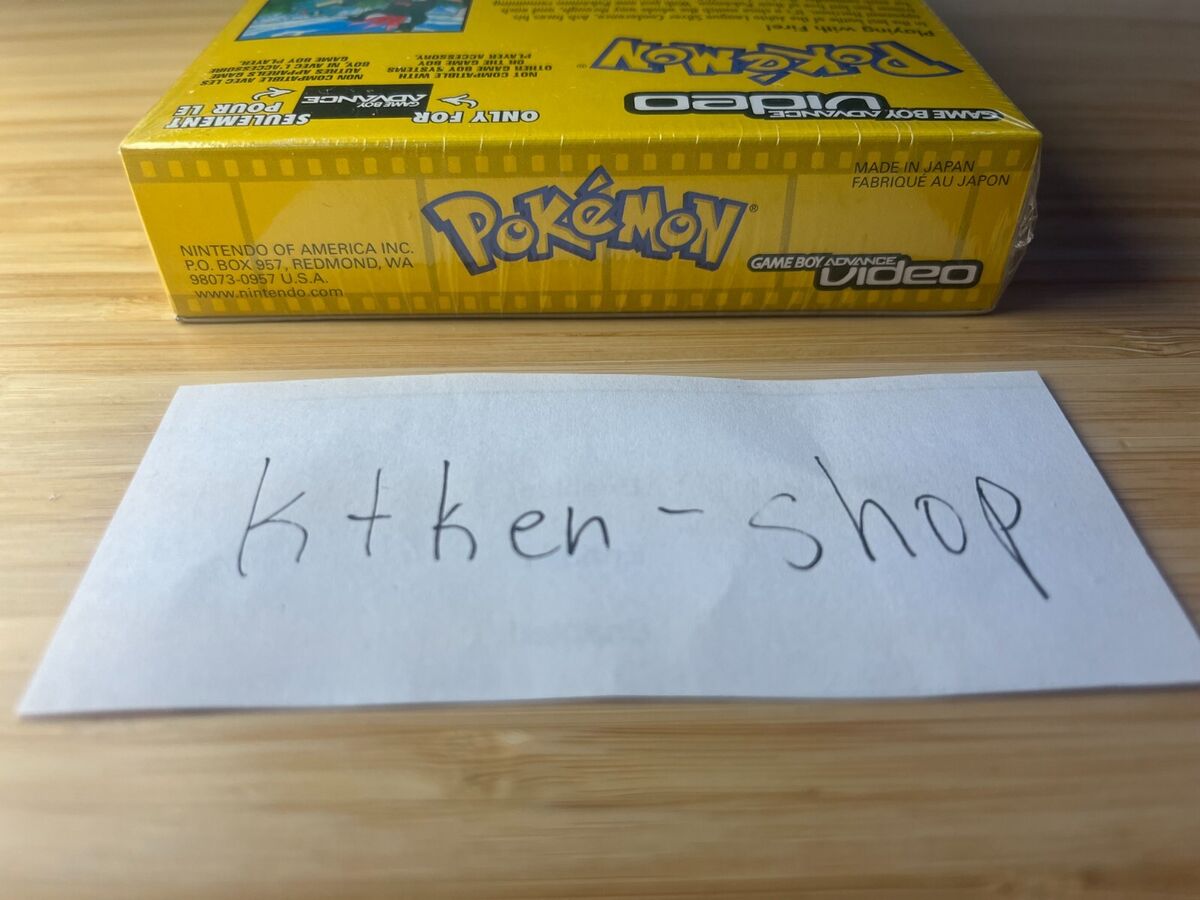 Playing with Fire!
POKéMON®
GAME BOY ADVANCE
Video
NOT COMPATIBLE WITH
OTHER GAME BOY SYSTEMS
OR THE GAME BOY
PLAYER ACCESSORY.
NON COMPATIBLE AVEC LES
AUTRES APPAREILS GAME
BOY, NI AVEC L'ACCESSOIRE
GAME BOY PLAYER.
ONLY FOR
GAME BOY
ADVANCE
SEULEMENT
POUR LE
MADE IN JAPAN
FABRIQUÉ AU JAPON
POKéMON®
NINTENDO OF AMERICA INC.
P.O. BOX 957, REDMOND, WA
98073-0957 U.S.A.
www.nintendo.com
GAME BOY ADVANCE
Video
ktken-shop